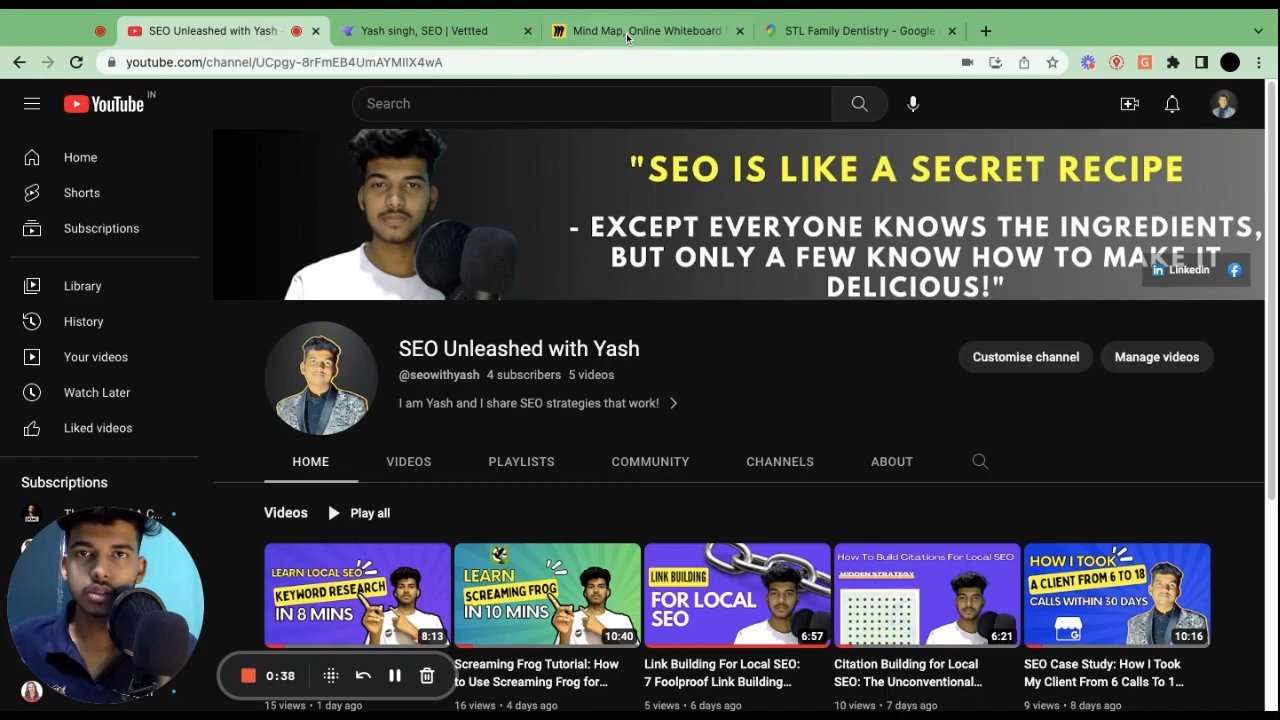 SEO Unleashed with Yash -
Yash singh, SEO | Vettted
Mind Map, Online Whiteboard
STL Family Dentistry - Google
youtube.com/channel/UCpgy-8rFmEB4UmAYMIIX4wA
YouTube IN
Search
Home
Shorts
Subscriptions
Library
History
Your videos
Watch Later
Liked videos
Subscriptions
"SEO IS LIKE A SECRET RECIPE
- EXCEPT EVERYONE KNOWS THE INGREDIENTS,
BUT ONLY A FEW KNOW HOW TO MAKE IT
DELICIOUS!"
Linkedin
SEO Unleashed with Yash
@seowithyash 4 subscribers 5 videos
I am Yash and I share SEO strategies that work!
Customise channel
Manage videos
HOME VIDEOS PLAYLISTS COMMUNITY CHANNELS ABOUT
Videos Play all
LEARN LOCAL SEO
KEYWORD RESEARCH
IN 8 MINS
8:13
LEARN
SCREAMING FROG
IN 10 MINS
10:40
LINK BUILDING
FOR LOCAL
SEO
6:57
How To Build Citations For Local SEO
HIDDEN STRATEGY
6:21
HOW I TOOK
A CLIENT FROM 6 TO 18
CALLS WITHIN 30 DAYS
10:16
0:38
Screaming Frog Tutorial: How
to Use Screaming Frog for...
Link Building For Local SEO:
7 Foolproof Link Building...
Citation Building for Local
SEO: The Unconventional...
SEO Case Study: How I Took
My Client From 6 Calls To 1...
15 views • 1 day ago
16 views • 4 days ago
5 views • 6 days ago
10 views • 7 days ago
9 views • 8 days ago